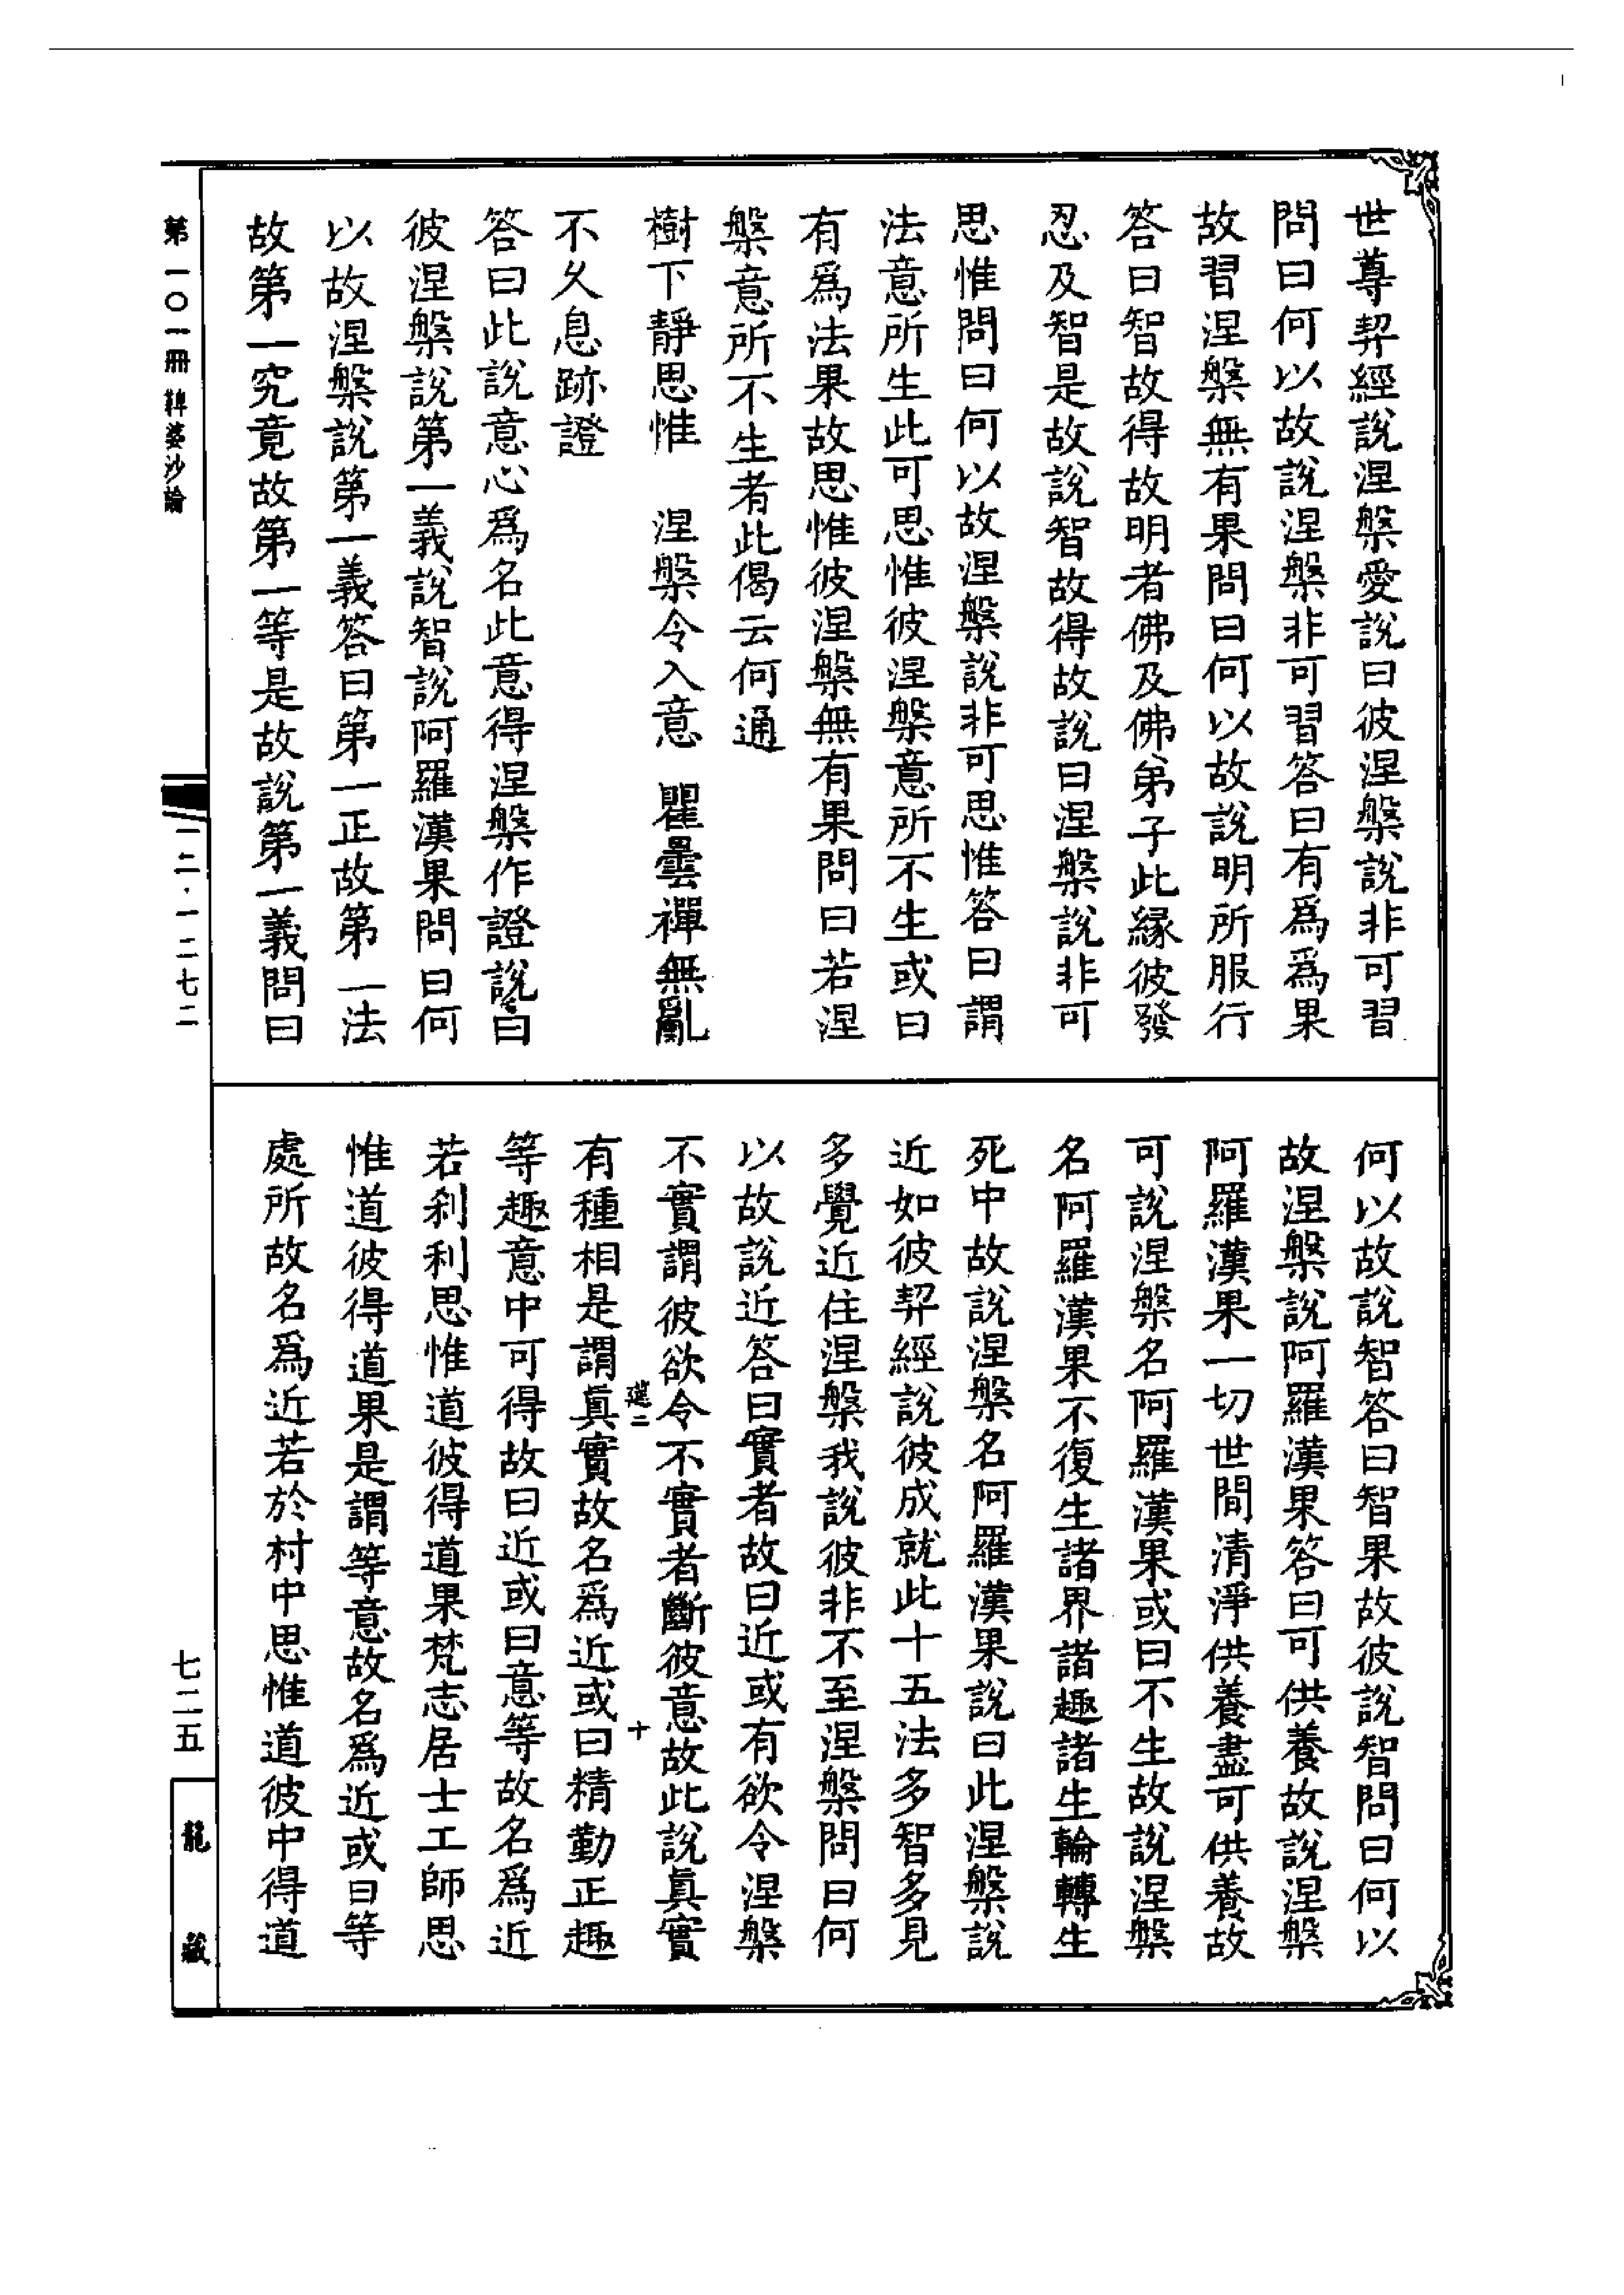 世尊契經說涅槃愛說曰彼涅槃說非可習
問曰何以故說涅槃非可習答曰有爲爲果
故習涅槃無有果問曰何以故說明所服行
答曰智故得故明者佛及佛弟子此緣彼發
忍及智是故說智故得故說曰涅槃說非可
思惟問曰何以故涅槃說非可思惟答曰謂
法意所生此可思惟彼涅槃意所不生或曰
有爲法果故思惟彼涅槃無有果問曰若涅
槃意所不生者此偈云何通
樹下靜思惟　涅槃令入意　瞿曇禪無亂
不久息跡證
答曰此說意心爲名此意得涅槃作證說曰
彼涅槃說第一義說智說阿羅漢果問曰何
以故涅槃說第一義答曰第一正故第一法
故第一究竟故第一等是故說第一義問曰
何以故說智答曰智果故彼說智問曰何以
故涅槃說阿羅漢果答曰可供養故說涅槃
阿羅漢果一切世間清淨供養盡可供養故
可說涅槃名阿羅漢果或曰不生故說涅槃
名阿羅漢果不復生諸界諸趣諸生輪轉生
死中故說涅槃名阿羅漢果說曰此涅槃說
近如彼契經說彼成就此十五法多智多見
多覺近住涅槃我說彼非不至涅槃問曰何
以故說近答曰實者故曰近或有欲令涅槃
不實謂彼欲令不實者斷彼意故此說眞實
有種相是謂眞實故名爲近或曰精勤正趣
等趣意中可得故曰近或曰意等故名爲近
若刹利思惟道彼得道果梵志居士工師思
惟道彼得道果是謂等意故名爲近或曰等
處所故名爲近若於村中思惟道彼中得道
第一〇一冊 鞞婆沙論
一二·一二七二
七二五
龍藏
十